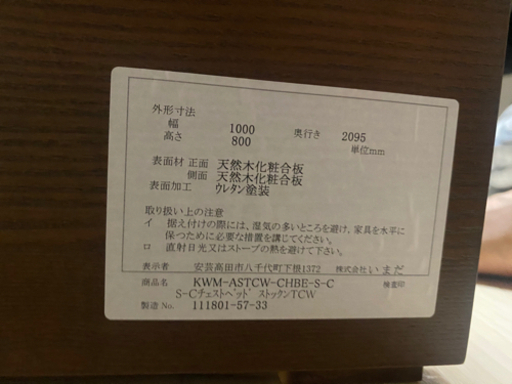 外形寸法
幅 1000 奥行き 2095
高さ 800 単位mm
表面材 正面 天然木化粧合板
側面 天然木化粧合板
表面加工 ウレタン塗装
取り扱い上の注意
イ 据え付けの際には、湿気の多いところを避け、家具を水平に
保つために必要な措置を講じてください。
ロ 直射日光又はストーブの熱を避けて下さい。
表示者 安芸高田市八千代町下根1372 株式会社いまだ
商品名 KWM-ASTCW-CHBE-S-C 検査印
S-Cチェストベッド ストックンTCW
製造 No. 111801-57-33